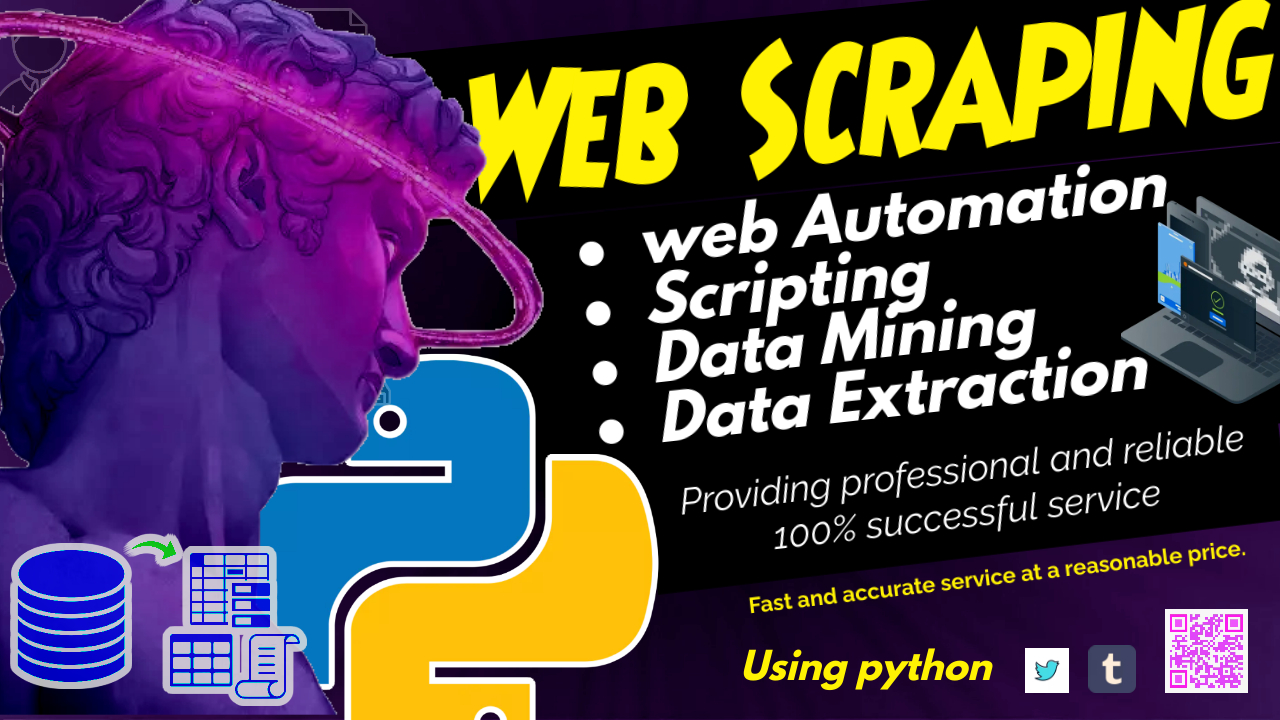 WEB SCRAPING
• web Automation
• Scripting
• Data Mining
• Data Extraction
Providing professional and reliable
100% successful service
Fast and accurate service at a reasonable price.
Using python
t